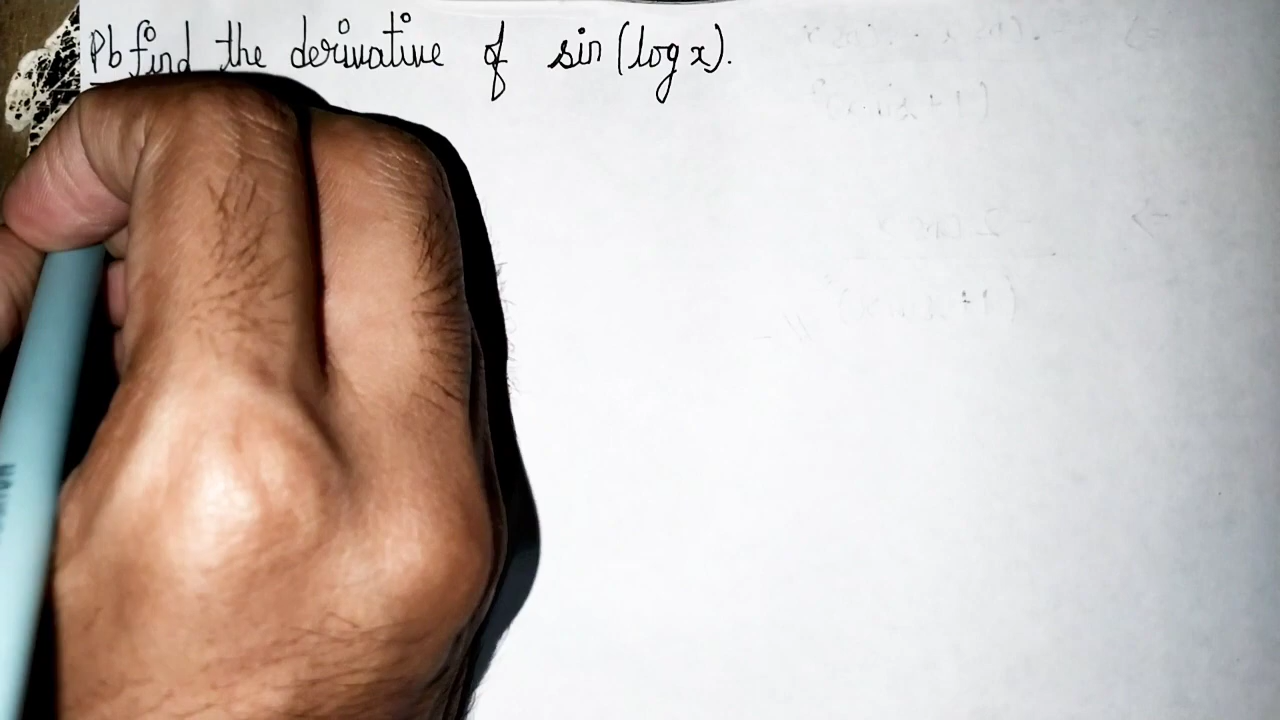 Pb find the derivative of sin (log x).